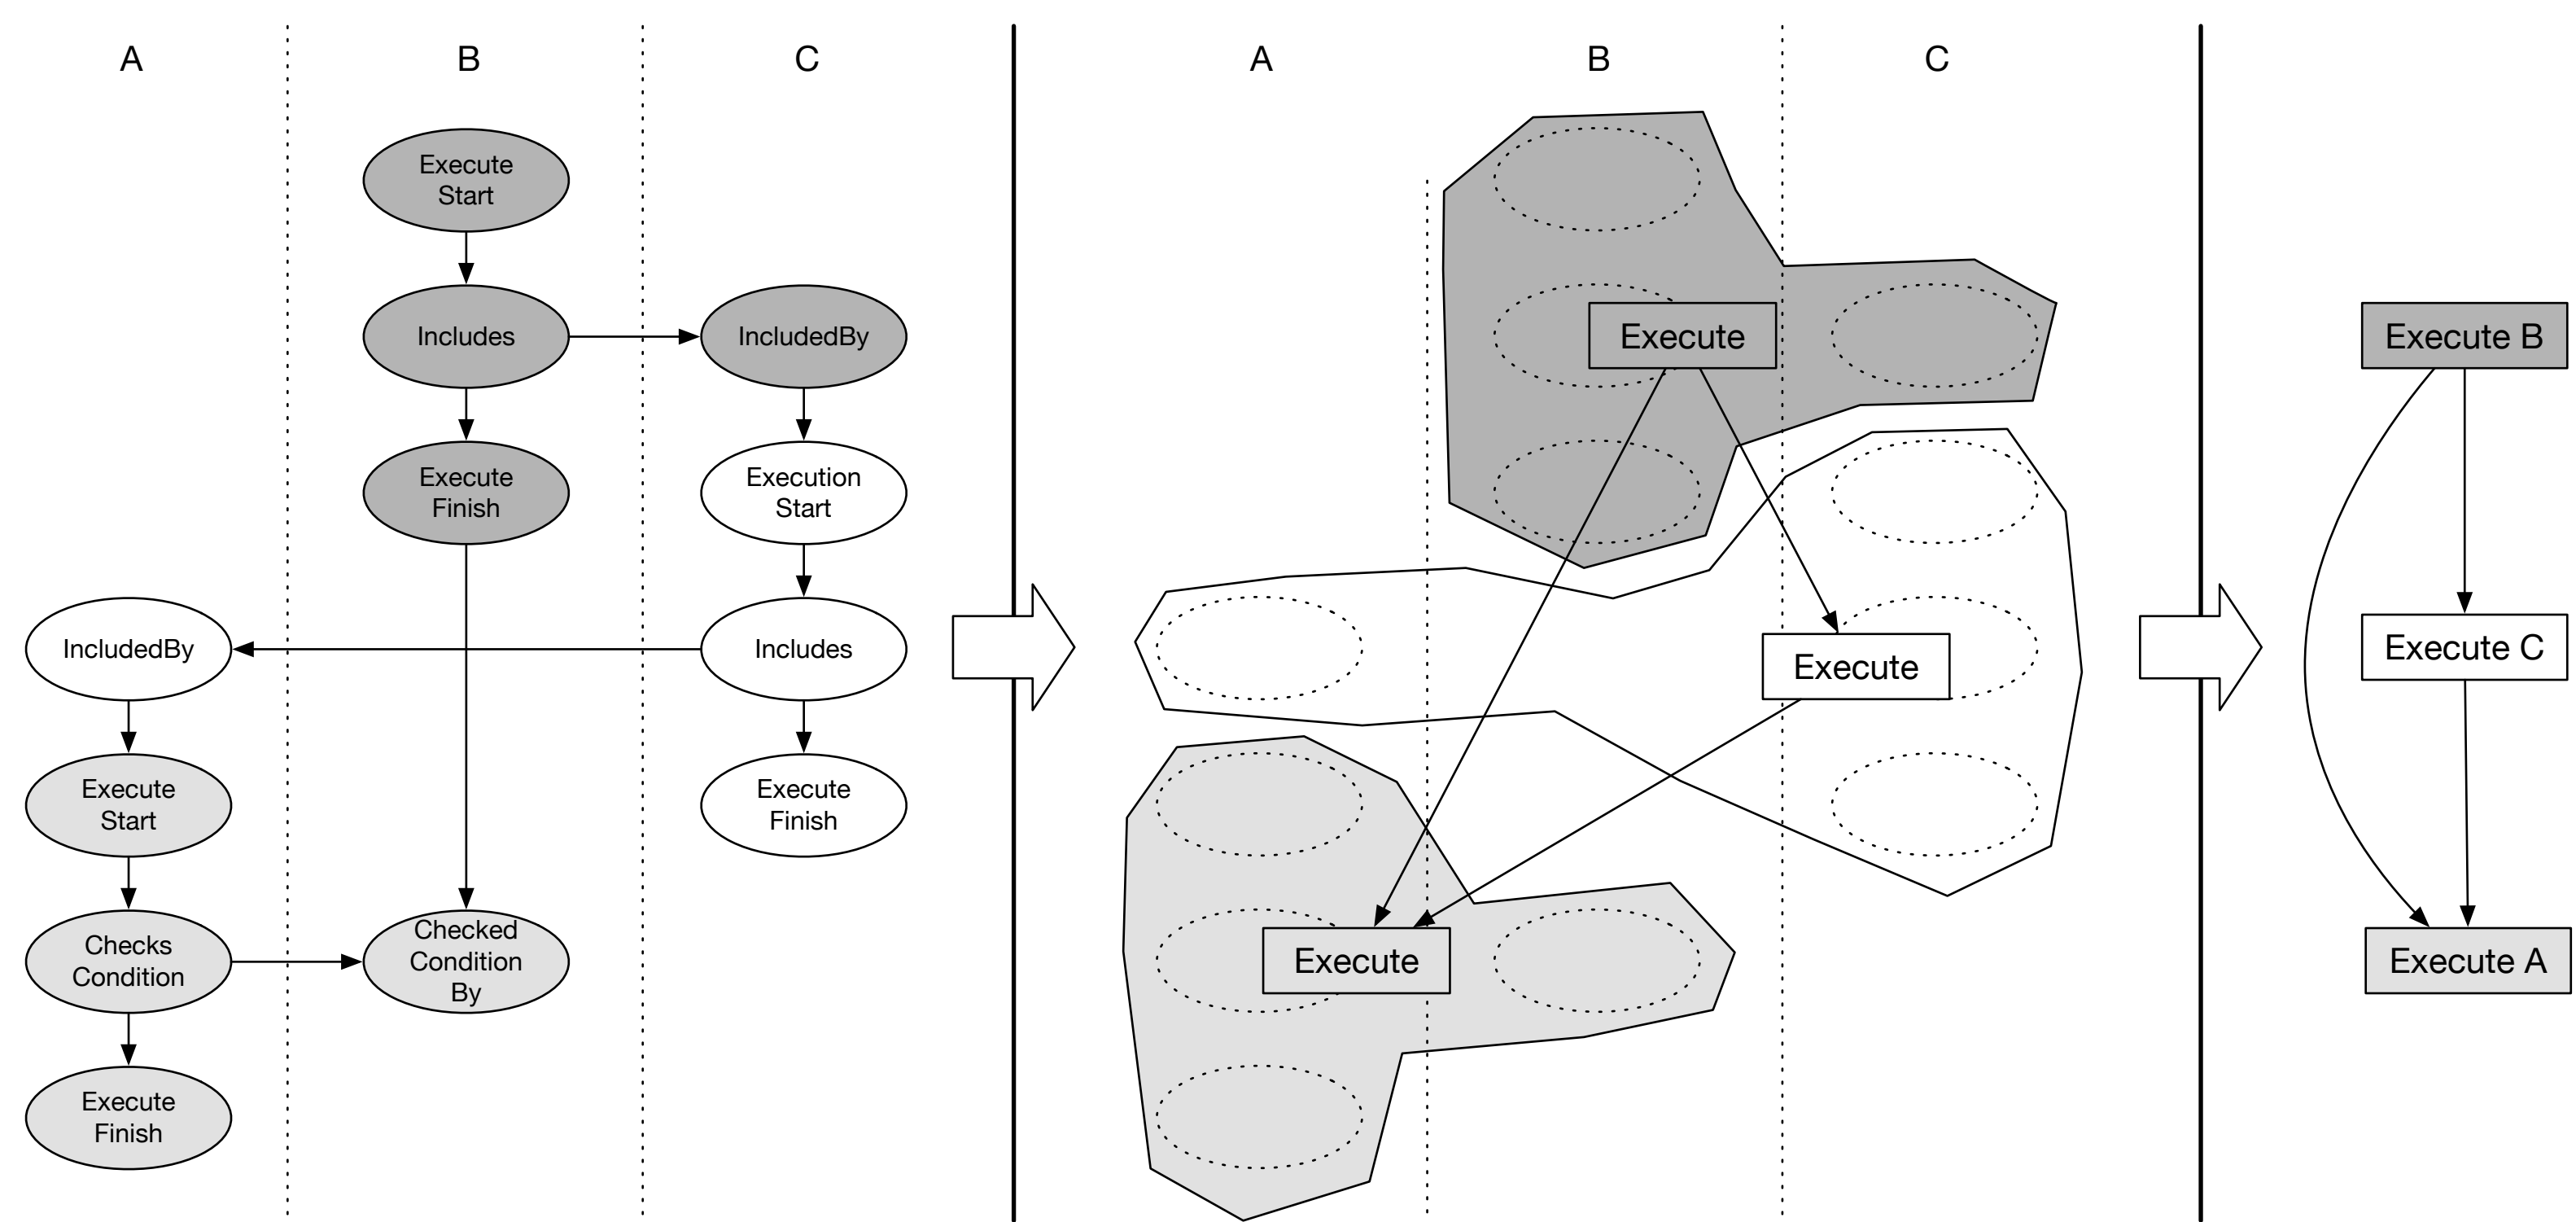 A
B
C
Execute
Start
Includes
IncludedBy
Execute
Finish
Execution
Start
IncludedBy
Includes
Execute
Start
Execute
Finish
Checks
Condition
Checked
Condition
By
Execute
Finish
A
B
C
Execute
Execute
Execute
Execute B
Execute C
Execute A